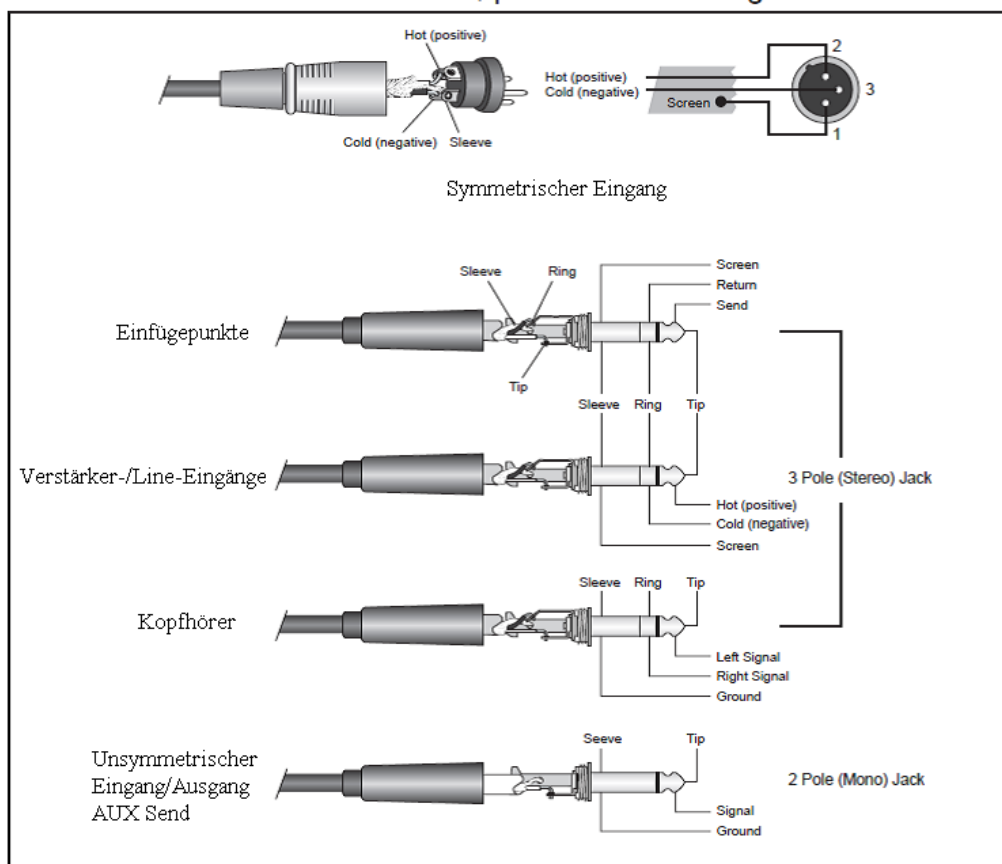 Hot (positive)
Cold (negative) Sleeve
Hot (positive)
Cold (negative)
Screen
2
3
1
Symmetrischer Eingang
Einfügepunkte
Sleeve Ring
Tip
Screen
Return
Send
Sleeve Ring Tip
Verstärker-/Line-Eingänge
Hot (positive)
Cold (negative)
Screen
3 Pole (Stereo) Jack
Kopfhörer
Sleeve Ring Tip
Left Signal
Right Signal
Ground
Unsymmetrischer
Eingang/Ausgang
AUX Send
Seeve Tip
Signal
Ground
2 Pole (Mono) Jack